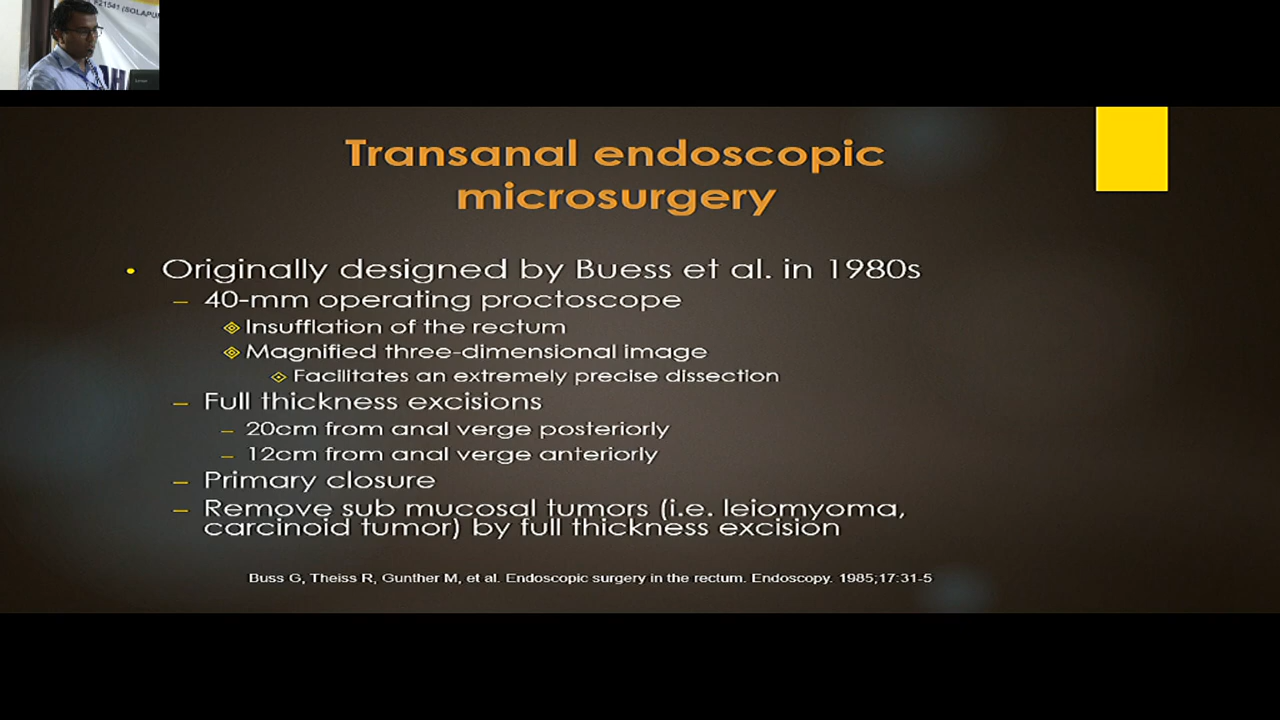 F21541 (SOLAPUR
AH
Transanal endoscopic
microsurgery
• Originally designed by Buess et al. in 1980s
– 40-mm operating proctoscope
Insufflation of the rectum
Magnified three-dimensional image
Facilitates an extremely precise dissection
– Full thickness excisions
– 20cm from anal verge posteriorly
– 12cm from anal verge anteriorly
– Primary closure
– Remove sub mucosal tumors (i.e. leiomyoma,
carcinoid tumor) by full thickness excision
Buss G, Theiss R, Gunther M, et al. Endoscopic surgery in the rectum. Endoscopy. 1985;17:31-5